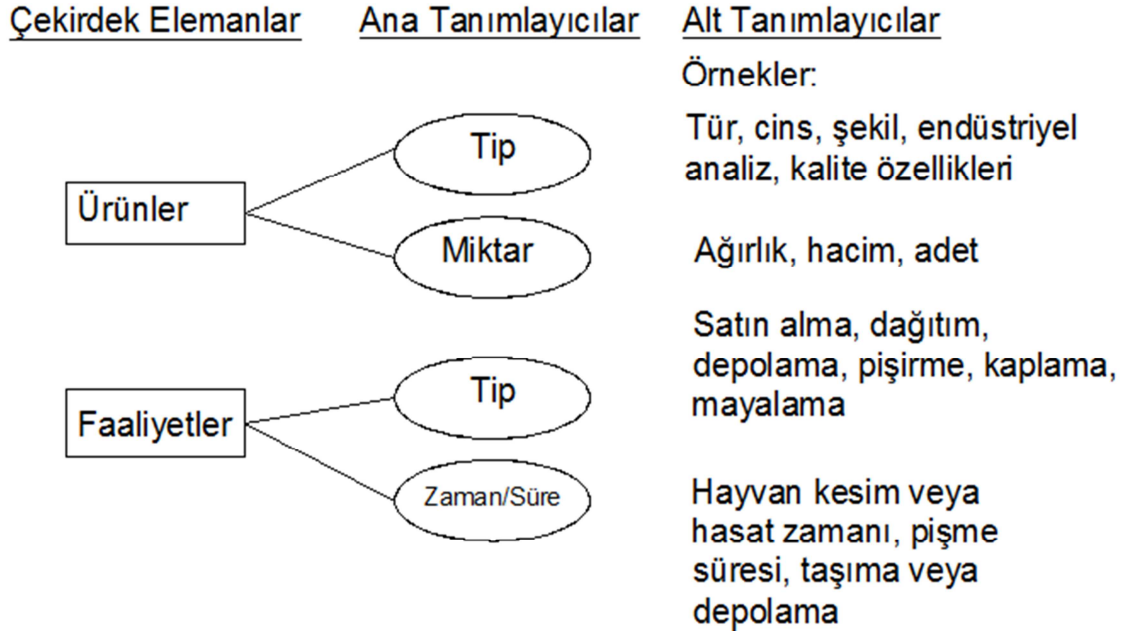 Çekirdek Elemanlar Ana Tanımlayıcılar Alt Tanımlayıcılar
Örnekler:
Ürünler
Tip
Tür, cins, şekil, endüstriyel
analiz, kalite özellikleri
Miktar
Ağırlık, hacim, adet
Faaliyetler
Tip
Satın alma, dağıtım,
depolama, pişirme, kaplama,
mayalama
Zaman/Süre
Hayvan kesim veya
hasat zamanı, pişme
süresi, taşıma veya
depolama